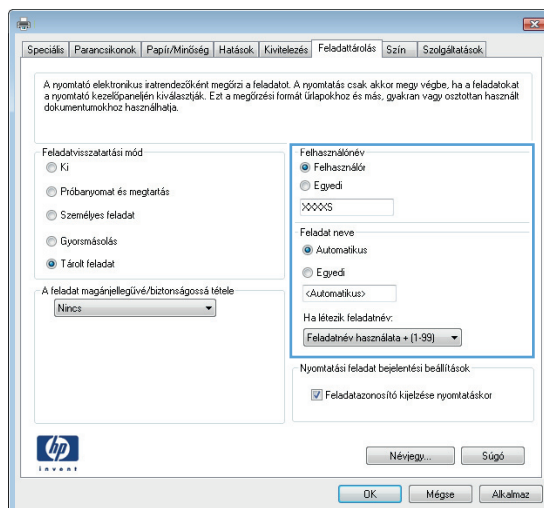 Speciális Parancsikonok Papír/Minőség Hatások Kivitelezés Feladattárolás Szín Szolgáltatások
A nyomtató elektronikus iratrendezőként megőrzi a feladatot. A nyomtatás csak akkor megy végbe, ha a feladatokat
a nyomtató kezelőpaneljén kiválasztják. Ezt a megőrzési formát űrlapokhoz és más, gyakran vagy osztottan használt
dokumentumokhoz használhatja.
Feladatvisszatartási mód
Ki
Próbanyomat és megtartás
Személyes feladat
Gyorsmásolás
Tárolt feladat
A feladat magánjellegűvé/biztonságossá tétele
Nincs
Felhasználónév
Felhasználór
Egyedi
XXXXS
Feladat neve
Automatikus
Egyedi
<Automatikus>
Ha létezik feladatnév:
Feladatnév használata + (1-99)
Nyomtatási feladat bejelentési beállítások
Feladatazonosító kijelzése nyomtatáskor
hp
invent
Névjegy... Súgó
OK Mégse Alkalmaz